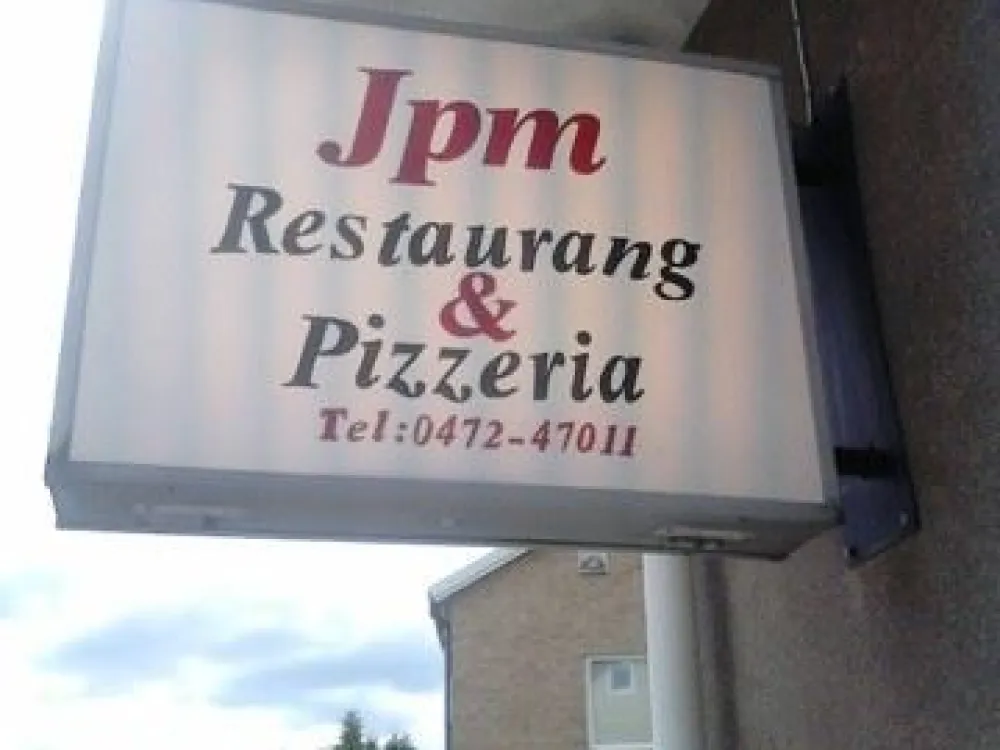 Jpm
Restaurang
&
Pizzeria
Tel:0472-47011